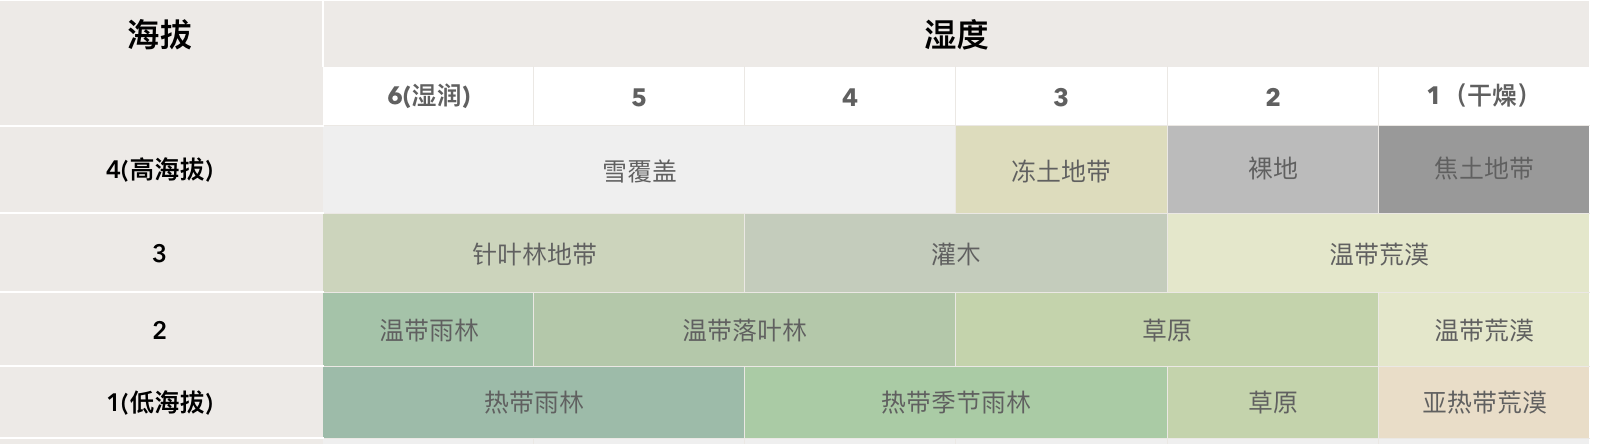 海拔 湿度
6(湿润) 5 4 3 2 1（干燥）
4(高海拔) 雪覆盖 冻土地带 裸地 焦土地带
3 针叶林地带 灌木 温带荒漠
2 温带雨林 温带落叶林 草原 温带荒漠
1(低海拔) 热带雨林 热带季节雨林 草原 亚热带荒漠